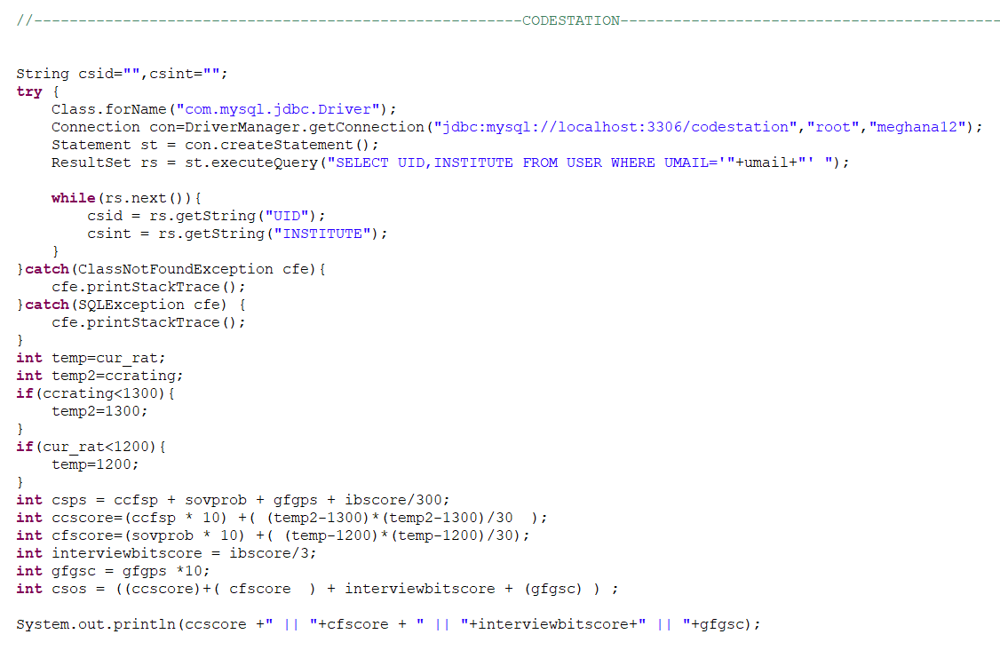 //-------------------------------------------------------CODESTATION-------------------------------------------
String csid="",csint="";
try {
    Class.forName("com.mysql.jdbc.Driver");
    Connection con=DriverManager.getConnection("jdbc:mysql://localhost:3306/codestation","root","meghana12");
    Statement st = con.createStatement();
    ResultSet rs = st.executeQuery("SELECT UID,INSTITUTE FROM USER WHERE UMAIL='"+umail+"' ");
    while(rs.next()){
        csid = rs.getString("UID");
        csint = rs.getString("INSTITUTE");
    }
}catch(ClassNotFoundException cfe){
    cfe.printStackTrace();
}catch(SQLException cfe) {
    cfe.printStackTrace();
}
int temp=cur_rat;
int temp2=ccrating;
if(ccrating<1300){
    temp2=1300;
}
if(cur_rat<1200){
    temp=1200;
}
int csps = ccfsp + sovprob + gfgps + ibscore/300;
int ccscore=(ccfsp * 10) +( (temp2-1300)*(temp2-1300)/30  );
int cfscore=(sovprob * 10) +( (temp-1200)*(temp-1200)/30);
int interviewbitscore = ibscore/3;
int gfgsc = gfgps *10;
int csos = ((ccscore)+( cfscore  ) + interviewbitscore + (gfgsc) ) ;
System.out.println(ccscore +" || "+cfscore + " || "+interviewbitscore+" || "+gfgsc);